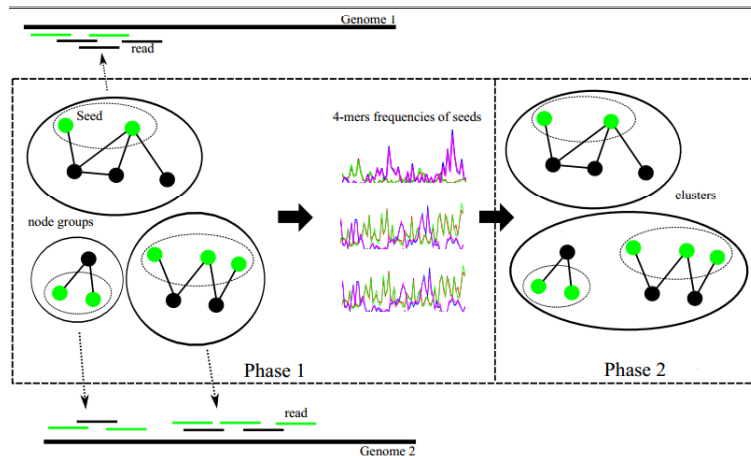 Genome 1
read
Seed
4-mers frequencies of seeds
node groups
clusters
Phase 1
Phase 2
read
Genome 2